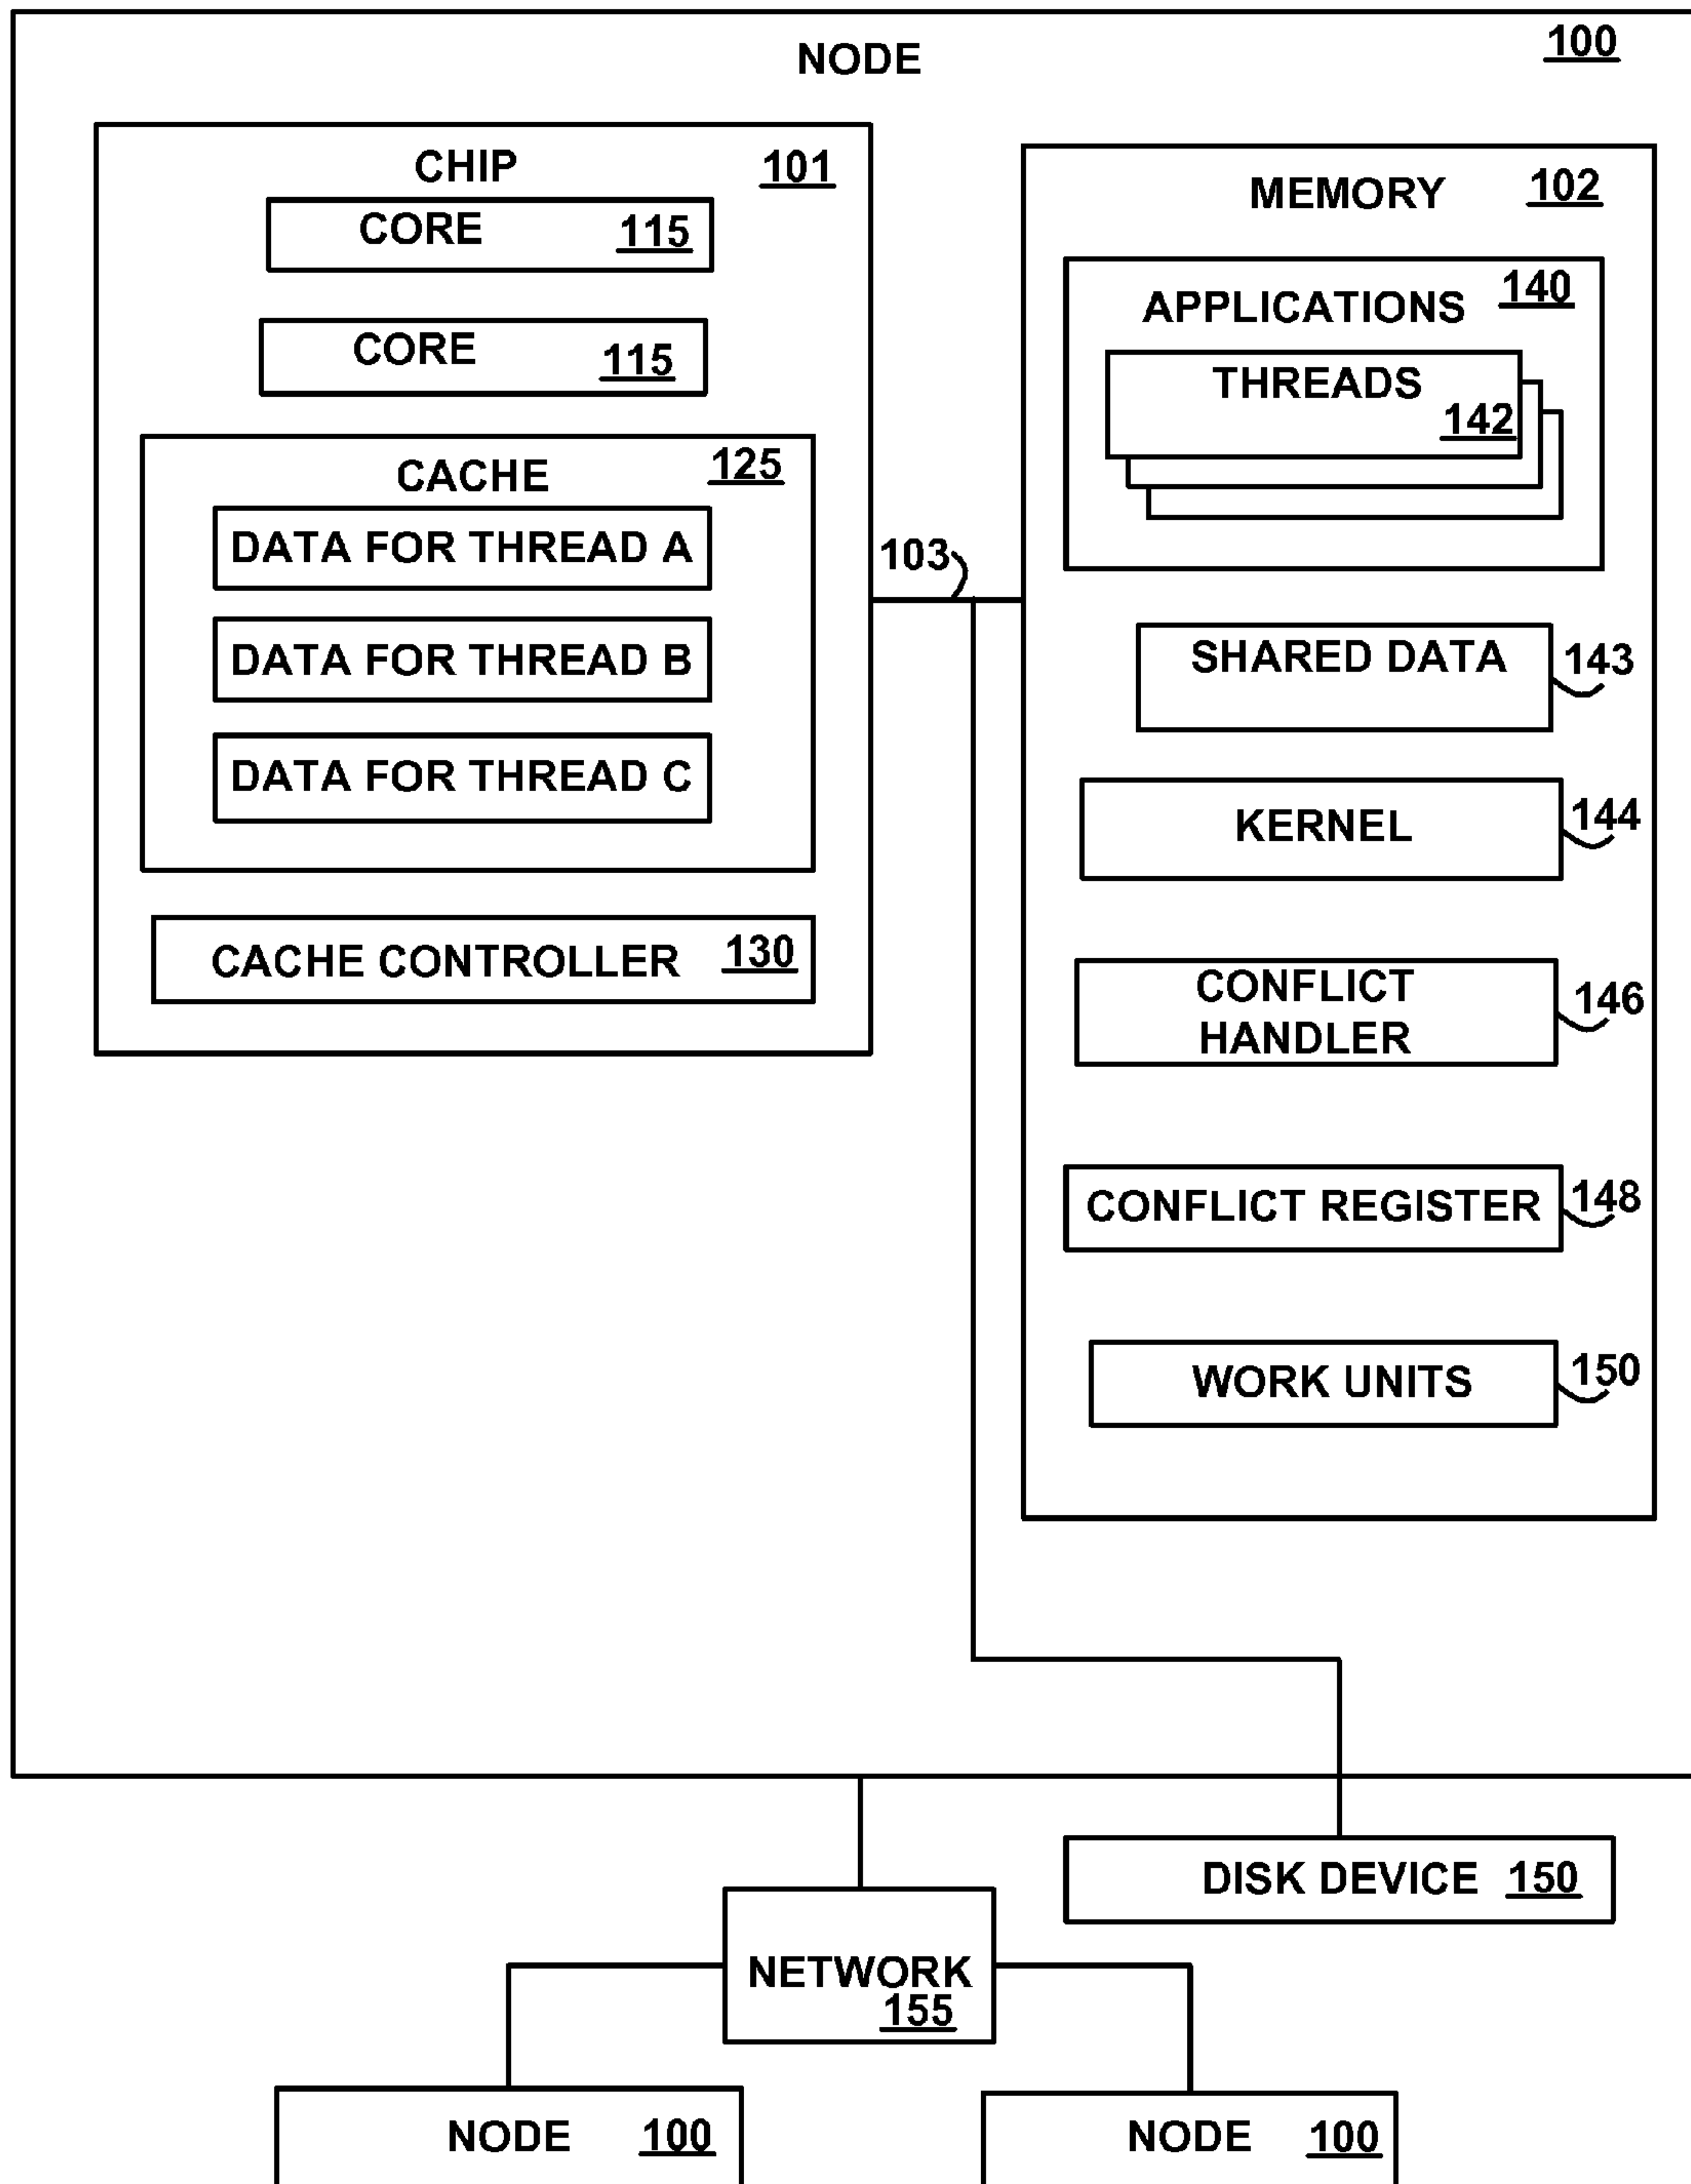 NODE 100
CHIP 101
CORE 115
CORE 115
CACHE 125
DATA FOR THREAD A
DATA FOR THREAD B
DATA FOR THREAD C
CACHE CONTROLLER 130
103
MEMORY 102
APPLICATIONS 140
THREADS
142
SHARED DATA 143
KERNEL 144
CONFLICT
HANDLER
146
CONFLICT REGISTER 148
WORK UNITS 150
DISK DEVICE 150
NETWORK
155
NODE 100
NODE 100